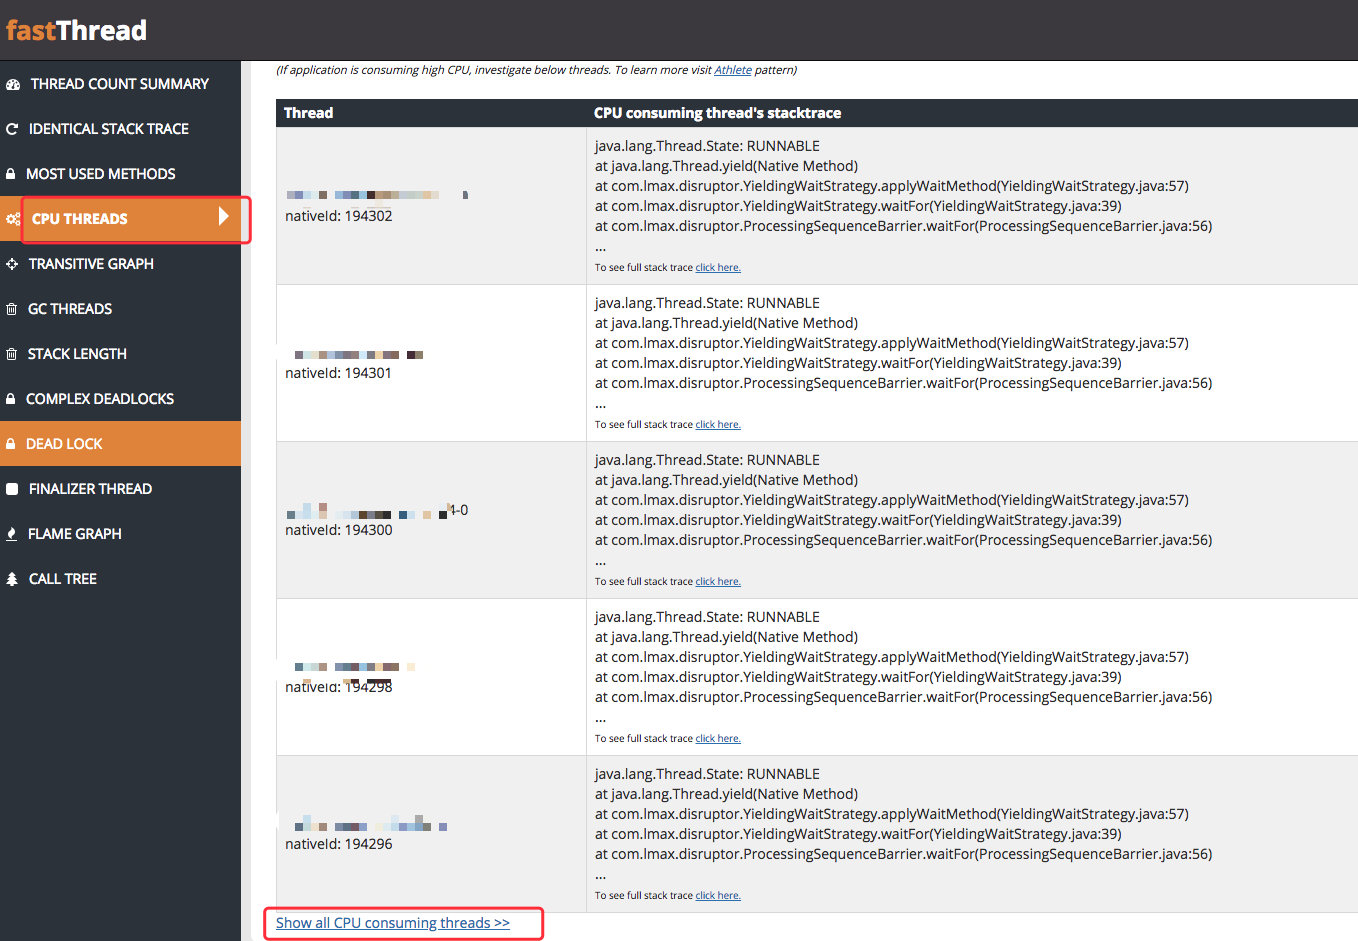 fastThread
THREAD COUNT SUMMARY
IDENTICAL STACK TRACE
MOST USED METHODS
CPU THREADS
TRANSITIVE GRAPH
GC THREADS
STACK LENGTH
COMPLEX DEADLOCKS
DEAD LOCK
FINALIZER THREAD
FLAME GRAPH
CALL TREE
(If application is consuming high CPU, investigate below threads. To learn more visit Athlete pattern)
Thread CPU consuming thread's stacktrace
nativeId: 194302
java.lang.Thread.State: RUNNABLE
at java.lang.Thread.yield(Native Method)
at com.lmax.disruptor.YieldingWaitStrategy.applyWaitMethod(YieldingWaitStrategy.java:57)
at com.lmax.disruptor.YieldingWaitStrategy.waitFor(YieldingWaitStrategy.java:39)
at com.lmax.disruptor.ProcessingSequenceBarrier.waitFor(ProcessingSequenceBarrier.java:56)
...
To see full stack trace click here.
nativeId: 194301
java.lang.Thread.State: RUNNABLE
at java.lang.Thread.yield(Native Method)
at com.lmax.disruptor.YieldingWaitStrategy.applyWaitMethod(YieldingWaitStrategy.java:57)
at com.lmax.disruptor.YieldingWaitStrategy.waitFor(YieldingWaitStrategy.java:39)
at com.lmax.disruptor.ProcessingSequenceBarrier.waitFor(ProcessingSequenceBarrier.java:56)
...
To see full stack trace click here.
nativeId: 194300
java.lang.Thread.State: RUNNABLE
at java.lang.Thread.yield(Native Method)
at com.lmax.disruptor.YieldingWaitStrategy.applyWaitMethod(YieldingWaitStrategy.java:57)
at com.lmax.disruptor.YieldingWaitStrategy.waitFor(YieldingWaitStrategy.java:39)
at com.lmax.disruptor.ProcessingSequenceBarrier.waitFor(ProcessingSequenceBarrier.java:56)
...
To see full stack trace click here.
nativeId: 194298
java.lang.Thread.State: RUNNABLE
at java.lang.Thread.yield(Native Method)
at com.lmax.disruptor.YieldingWaitStrategy.applyWaitMethod(YieldingWaitStrategy.java:57)
at com.lmax.disruptor.YieldingWaitStrategy.waitFor(YieldingWaitStrategy.java:39)
at com.lmax.disruptor.ProcessingSequenceBarrier.waitFor(ProcessingSequenceBarrier.java:56)
...
To see full stack trace click here.
nativeId: 194296
java.lang.Thread.State: RUNNABLE
at java.lang.Thread.yield(Native Method)
at com.lmax.disruptor.YieldingWaitStrategy.applyWaitMethod(YieldingWaitStrategy.java:57)
at com.lmax.disruptor.YieldingWaitStrategy.waitFor(YieldingWaitStrategy.java:39)
at com.lmax.disruptor.ProcessingSequenceBarrier.waitFor(ProcessingSequenceBarrier.java:56)
...
To see full stack trace click here.
Show all CPU consuming threads >>